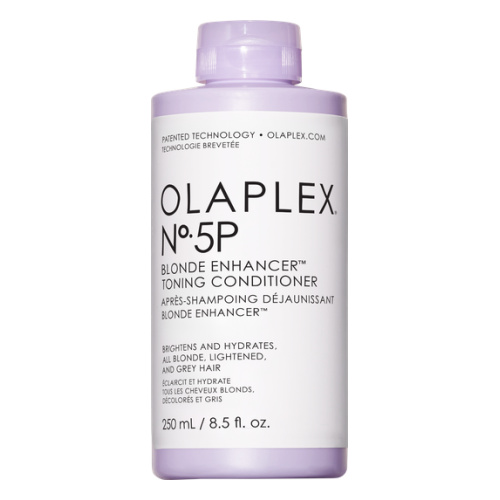 PATENTED TECHNOLOGY • OLAPLEX.COM
TECHNOLOGIE BREVETÉE
OLAPLEX®
Nº.5P
BLONDE ENHANCER™
TONING CONDITIONER
APRÈS-SHAMPOING DÉJAUNISSANT
BLONDE ENHANCER™
BRIGHTENS AND HYDRATES,
ALL BLONDE, LIGHTENED,
AND GREY HAIR
ÉCLAIRCIT ET HYDRATE
TOUS LES CHEVEUX BLONDS,
DÉCOLORÉS ET GRIS
250 mL / 8.5 fl. oz.